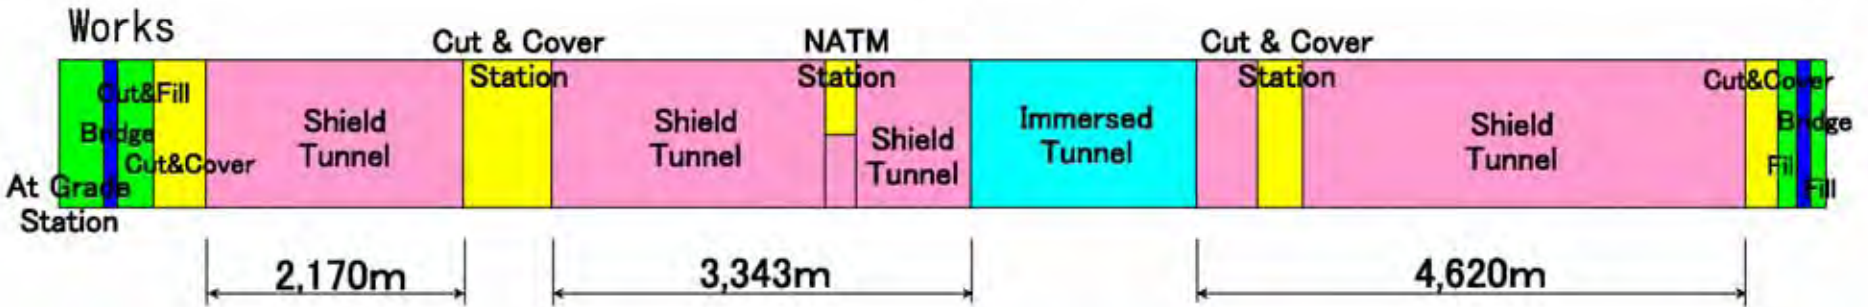 Works
Cut & Cover
Station
NATM
Station
Cut & Cover
Station
Cut&Fill
Bridge
Cut&Cover
At Grade
Station
Shield
Tunnel
Shield
Tunnel
Shield
Tunnel
Immersed
Tunnel
Shield
Tunnel
Cut&Cover
Bridge
Fil
Fill
2,170m
3,343m
4,620m